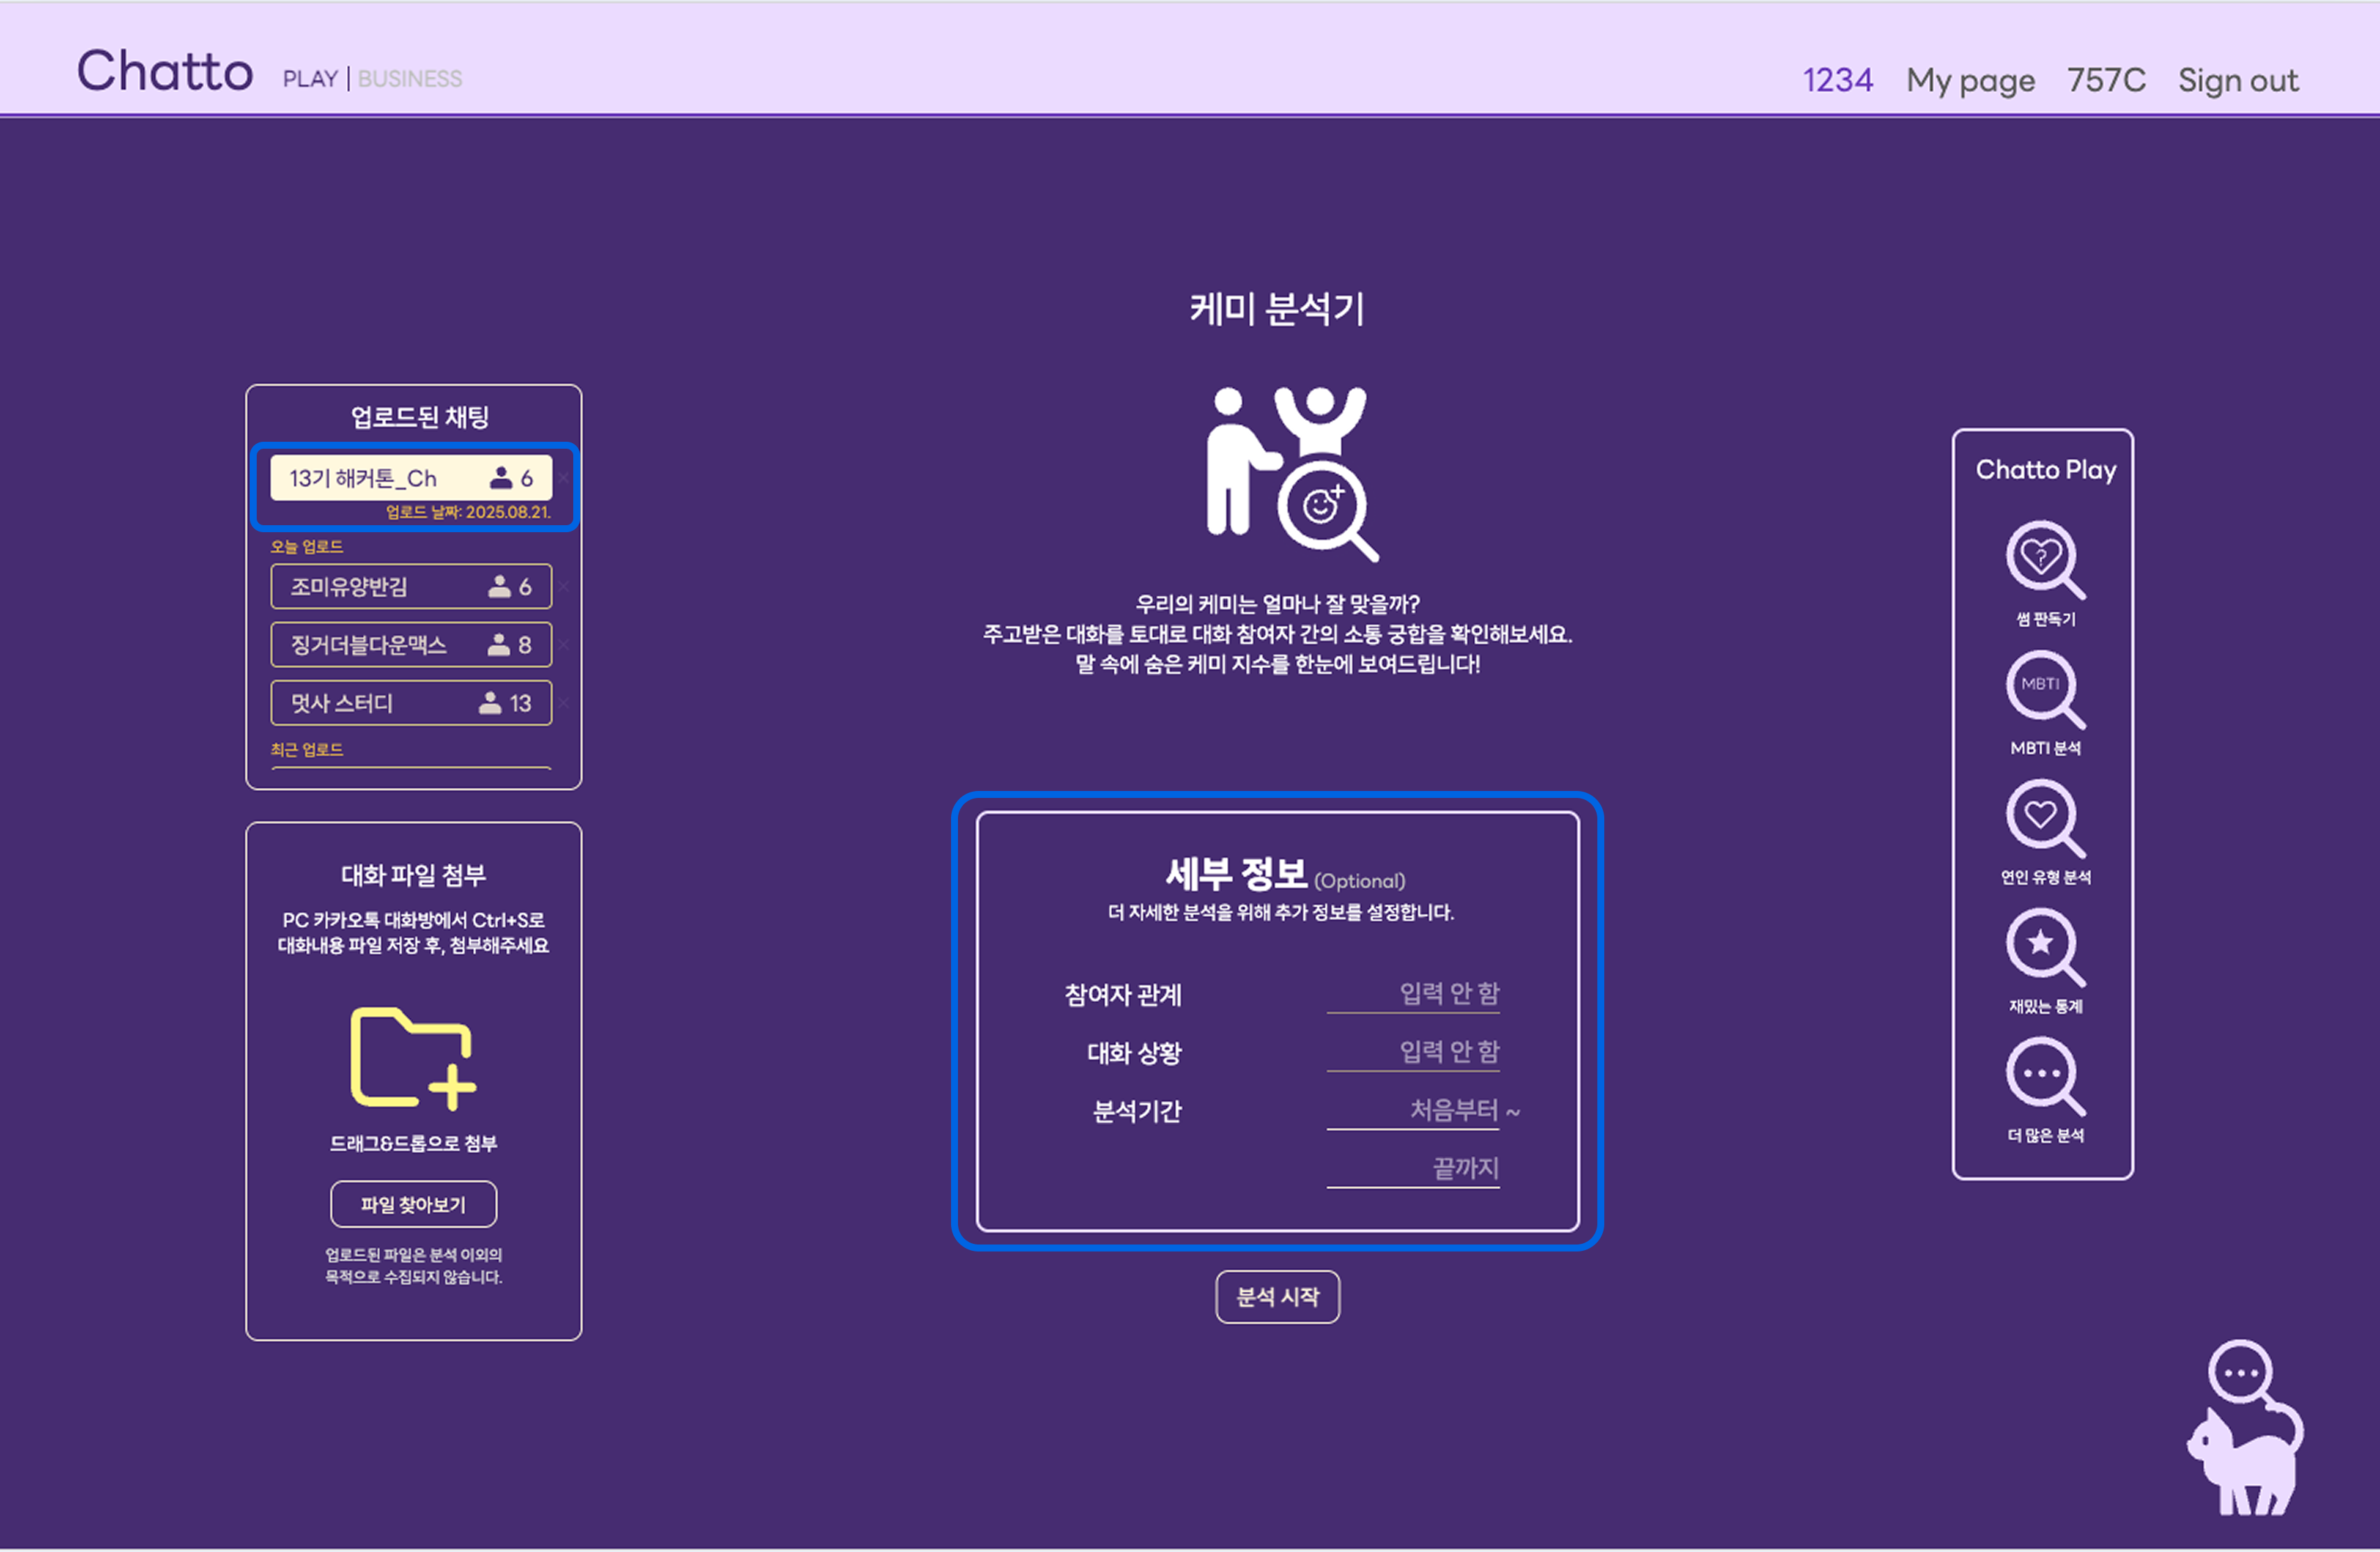 Chatto PLAY | BUSINESS
1234 My page 757C Sign out
업로드된 채팅
13기 해커톤_Ch 6
업로드 날짜: 2025.08.21.
오늘 업로드
조미유양반김 6
징거더블다운맥스 8
멋사 스터디 13
최근 업로드
대화 파일 첨부
PC 카카오톡 대화방에서 Ctrl+S로
대화내용 파일 저장 후, 첨부해주세요
드래그&드롭으로 첨부
파일 찾아보기
업로드된 파일은 분석 이외의
목적으로 수집되지 않습니다.
케미 분석기
우리의 케미는 얼마나 잘 맞을까?
주고받은 대화를 토대로 대화 참여자 간의 소통 궁합을 확인해보세요.
말 속에 숨은 케미 지수를 한눈에 보여드립니다!
세부 정보 (Optional)
더 자세한 분석을 위해 추가 정보를 설정합니다.
참여자 관계 입력 안 함
대화 상황 입력 안 함
분석기간 처음부터 ~
끝까지
분석 시작
Chatto Play
?
썸 판독기
MBTI
MBTI 분석
연인 유형 분석
재밌는 통계
더 많은 분석